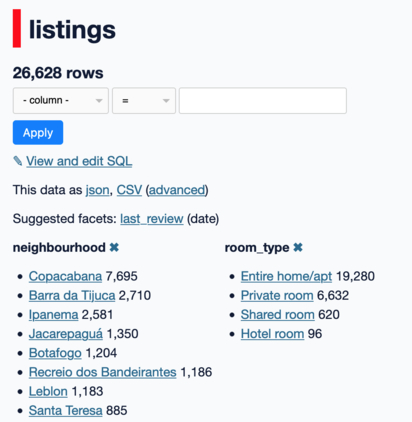 listings
26,628 rows
- column - =
Apply
✎ View and edit SQL
This data as json, CSV (advanced)
Suggested facets: last_review (date)
neighbourhood ✖
• Copacabana 7,695
• Barra da Tijuca 2,710
• Ipanema 2,581
• Jacarepaguá 1,350
• Botafogo 1,204
• Recreio dos Bandeirantes 1,186
• Leblon 1,183
• Santa Teresa 885
room_type ✖
• Entire home/apt 19,280
• Private room 6,632
• Shared room 620
• Hotel room 96